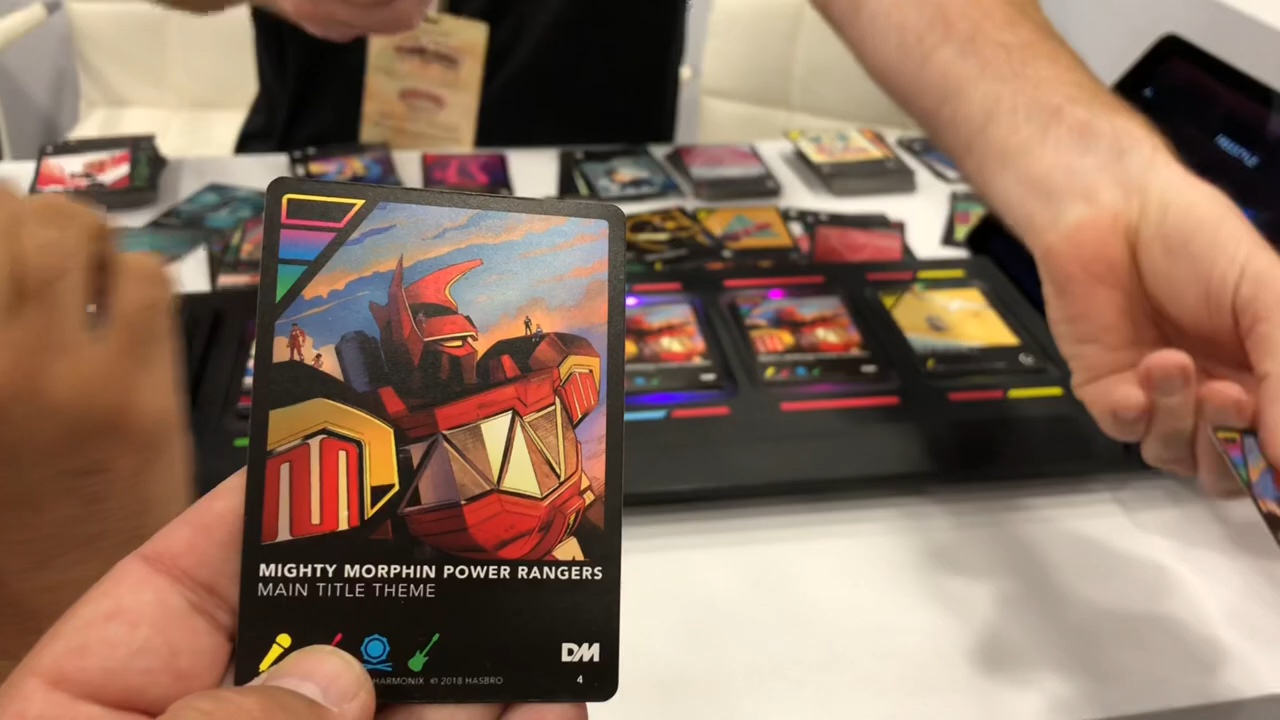 MIGHTY MORPHIN POWER RANGERS
MAIN TITLE THEME
DM
HARMONIX © 2018 HASBRO
4